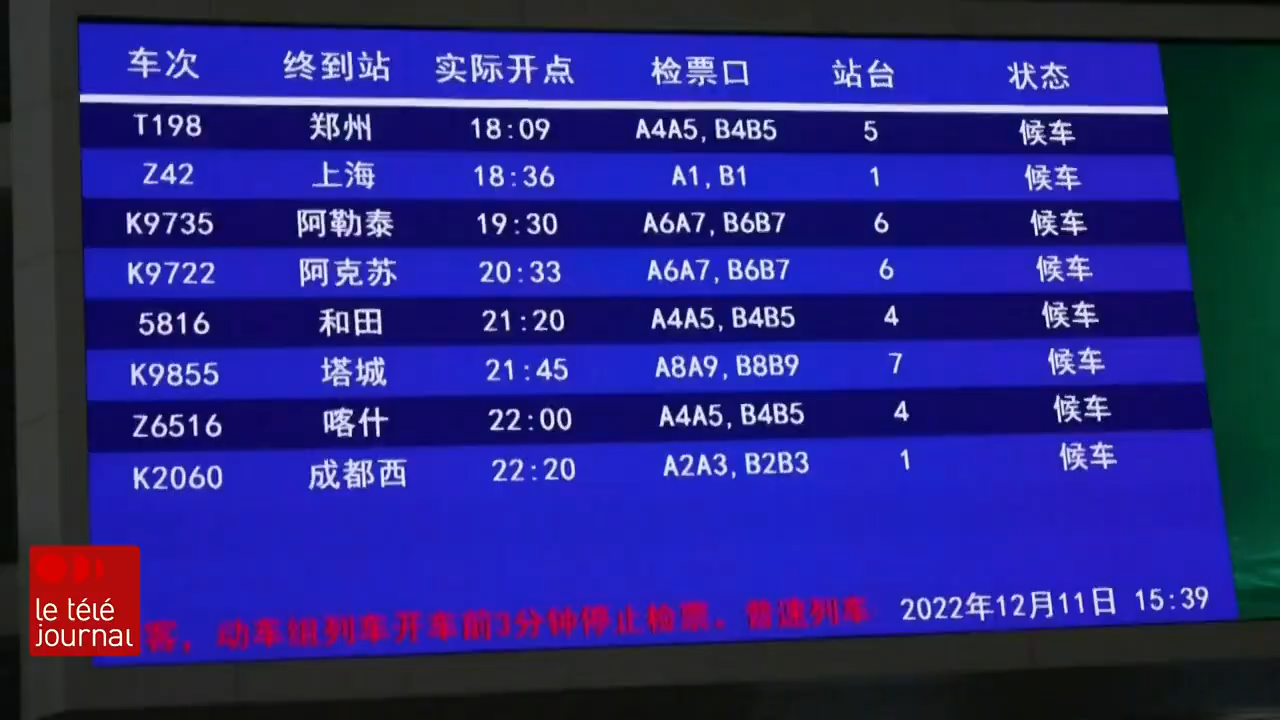 车次 终到站 实际开点 检票口 站台 状态
T198 郑州 18:09 A4A5,B4B5 5 候车
Z42 上海 18:36 A1,B1 1 候车
K9735 阿勒泰 19:30 A6A7,B6B7 6 候车
K9722 阿克苏 20:33 A6A7,B6B7 6 候车
5816 和田 21:20 A4A5,B4B5 4 候车
K9855 塔城 21:45 A8A9,B8B9 7 候车
Z6516 喀什 22:00 A4A5,B4B5 4 候车
K2060 成都西 22:20 A2A3,B2B3 1 候车
客，动车组列车开车前3分钟停止检票，普速列车 2022年12月11日 15:39
le télé
journal